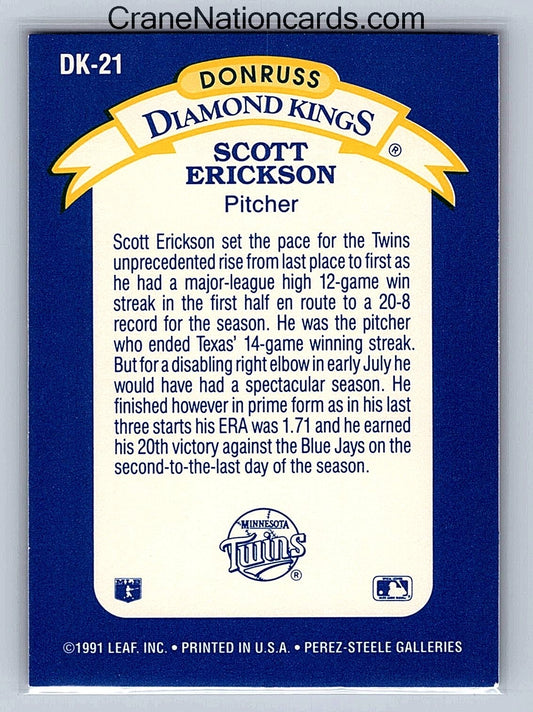 CraneNationcards.com
DK-21
DONRUSS
DIAMOND KINGS ®
SCOTT
ERICKSON
Pitcher
Scott Erickson set the pace for the Twins
unprecedented rise from last place to first as
he had a major-league high 12-game win
streak in the first half en route to a 20-8
record for the season. He was the pitcher
who ended Texas' 14-game winning streak.
But for a disabling right elbow in early July he
would have had a spectacular season. He
finished however in prime form as in his last
three starts his ERA was 1.71 and he earned
his 20th victory against the Blue Jays on the
second-to-the-last day of the season.
MINNESOTA
Twins ®
©1991 LEAF, INC. • PRINTED IN U.S.A. • PEREZ-STEELE GALLERIES